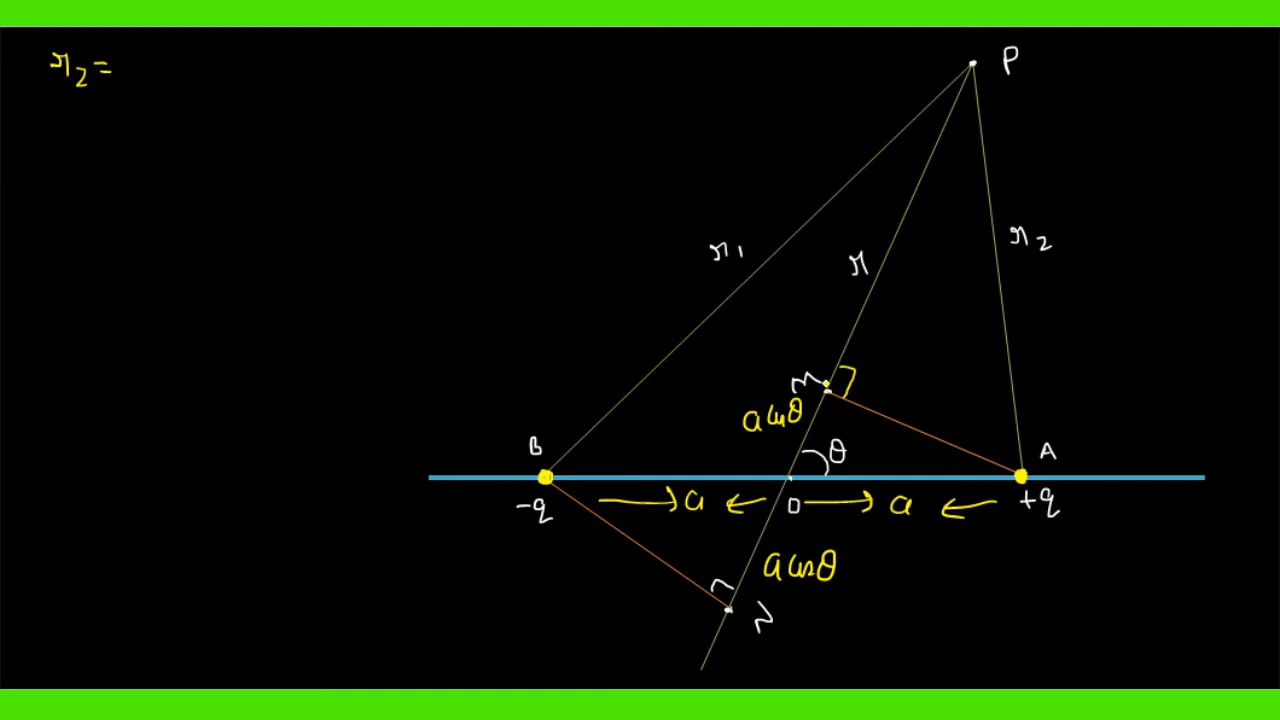 r₂ =
P
r₁
r
r₂
M
a cosθ
θ
B
A
-q
a
O
a
+q
a cosθ
N